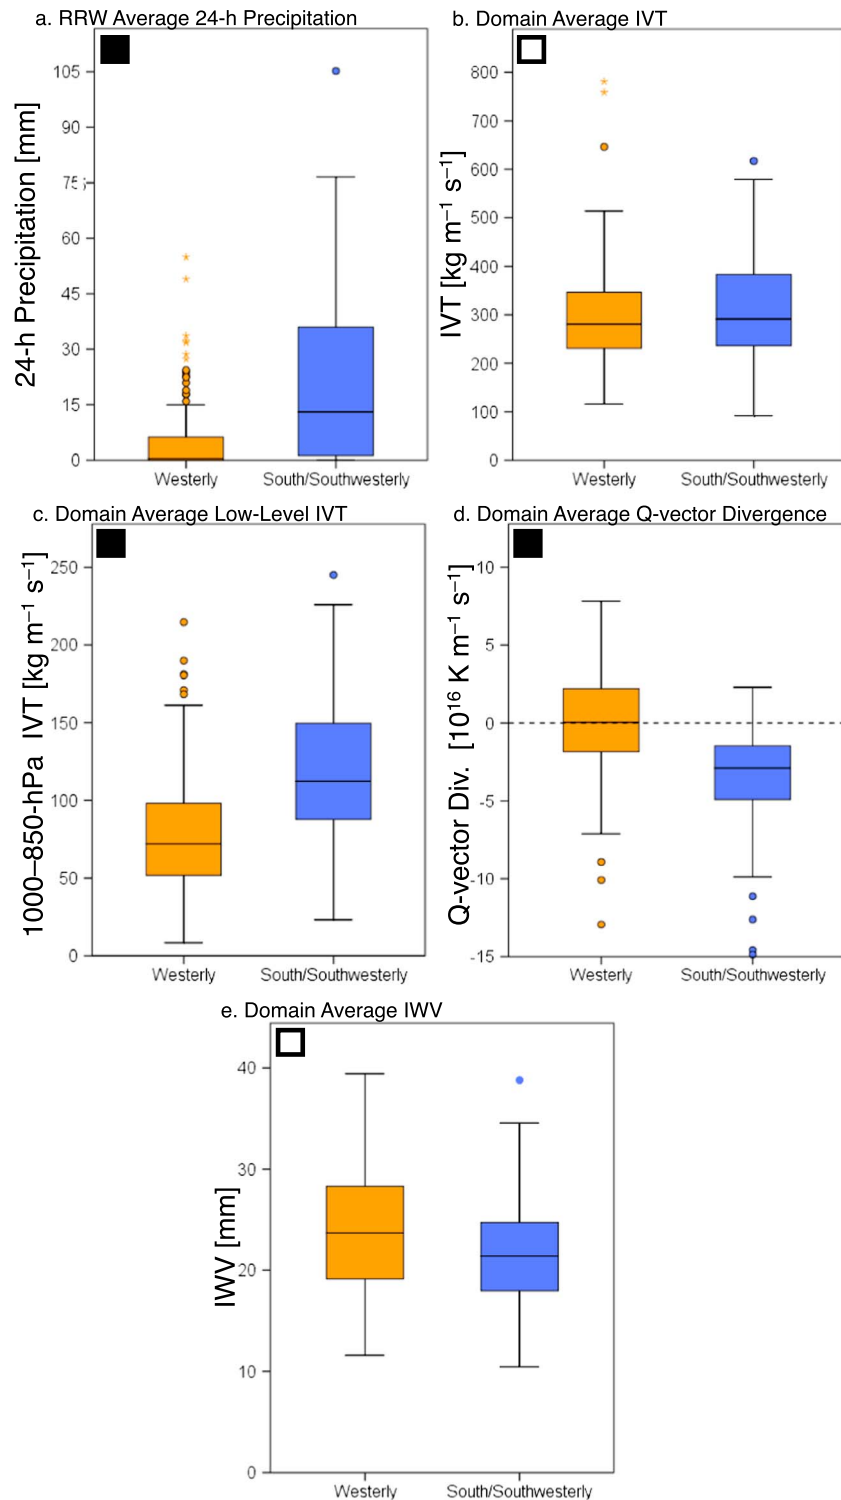 a. RRW Average 24-h Precipitation
24-h Precipitation [mm]
105
90
75
60
45
30
15
0
Westerly South/Southwesterly
b. Domain Average IVT
IVT [kg m⁻¹ s⁻¹]
800
700
600
500
400
300
200
100
0
Westerly South/Southwesterly
c. Domain Average Low-Level IVT
1000–850-hPa IVT [kg m⁻¹ s⁻¹]
250
200
150
100
50
0
Westerly South/Southwesterly
d. Domain Average Q-vector Divergence
Q-vector Div. [10¹⁶ K m⁻¹ s⁻¹]
10
5
0
-5
-10
-15
Westerly South/Southwesterly
e. Domain Average IWV
IWV [mm]
40
30
20
10
0
Westerly South/Southwesterly